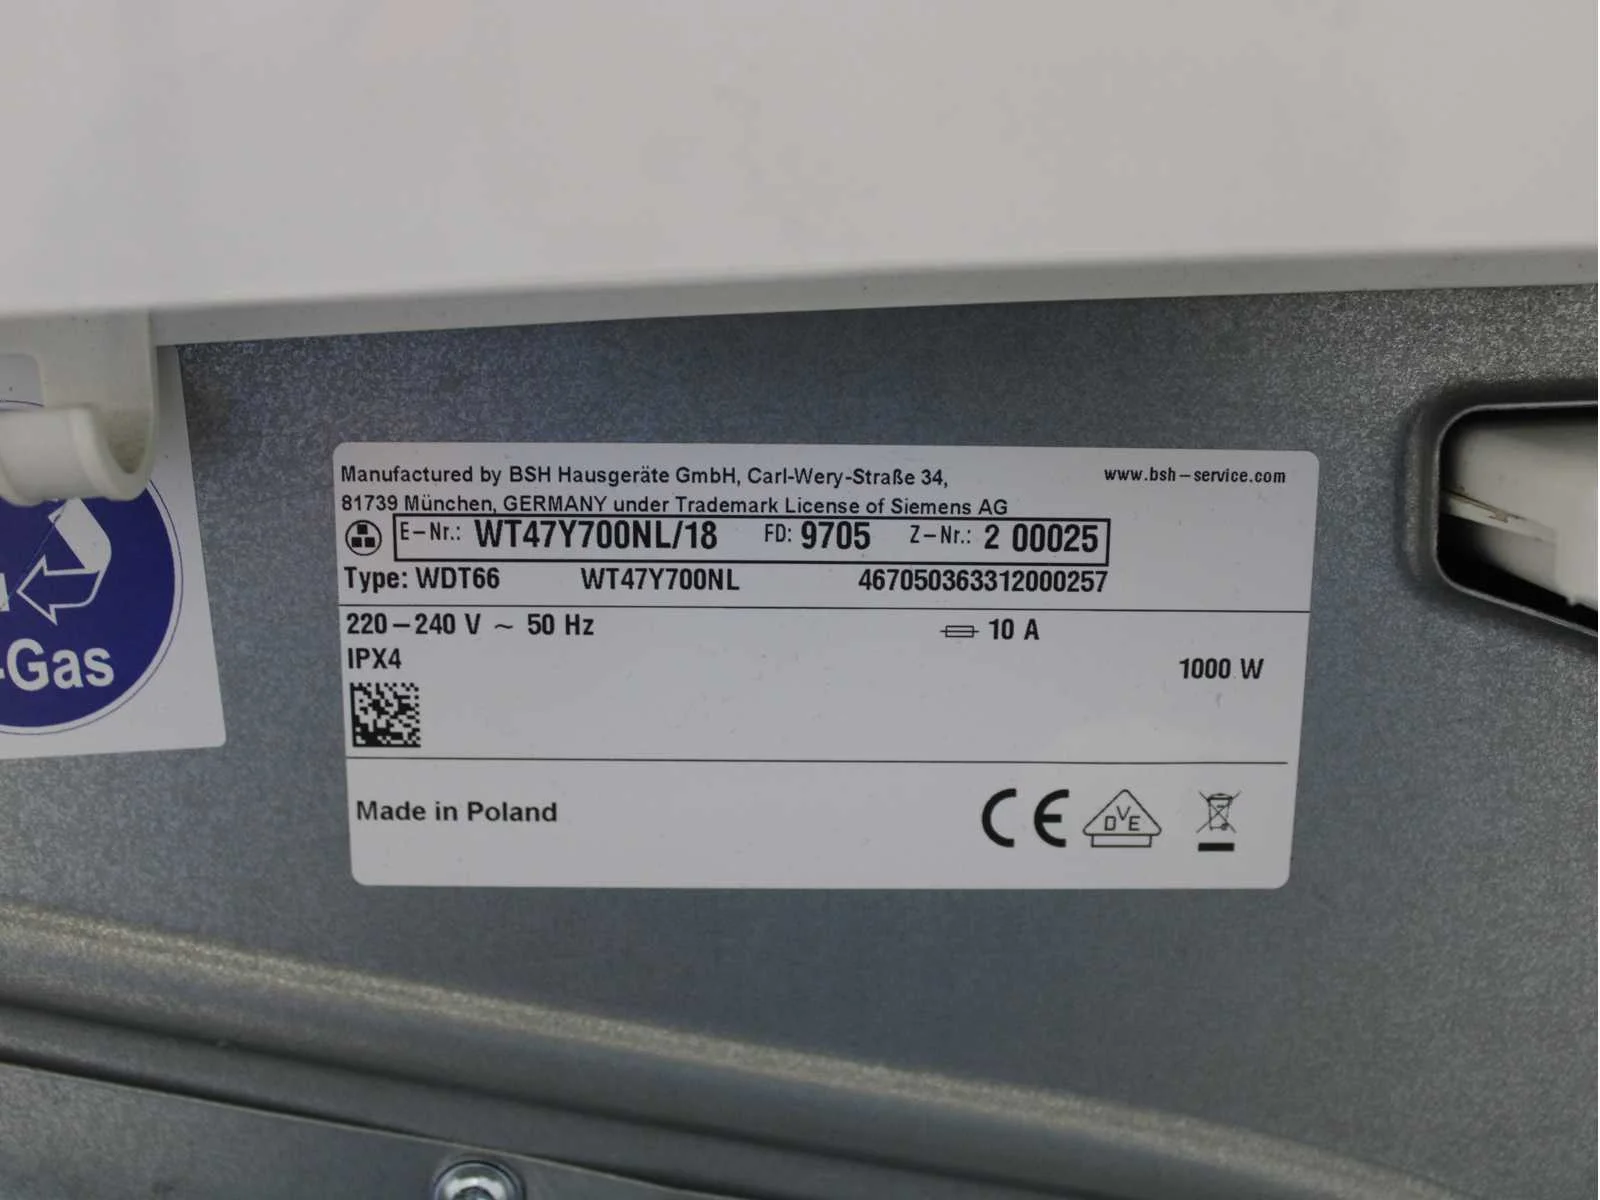 Manufactured by BSH Hausgeräte GmbH, Carl-Wery-Straße 34,
www.bsh-service.com
81739 München, GERMANY under Trademark License of Siemens AG
E-Nr.: WT47Y700NL/18 FD: 9705 Z-Nr.: 2 00025
Type: WDT66 WT47Y700NL 467050363312000257
220-240 V ~ 50 Hz 10 A
IPX4
1000 W
Made in Poland
CE DVE
-Gas